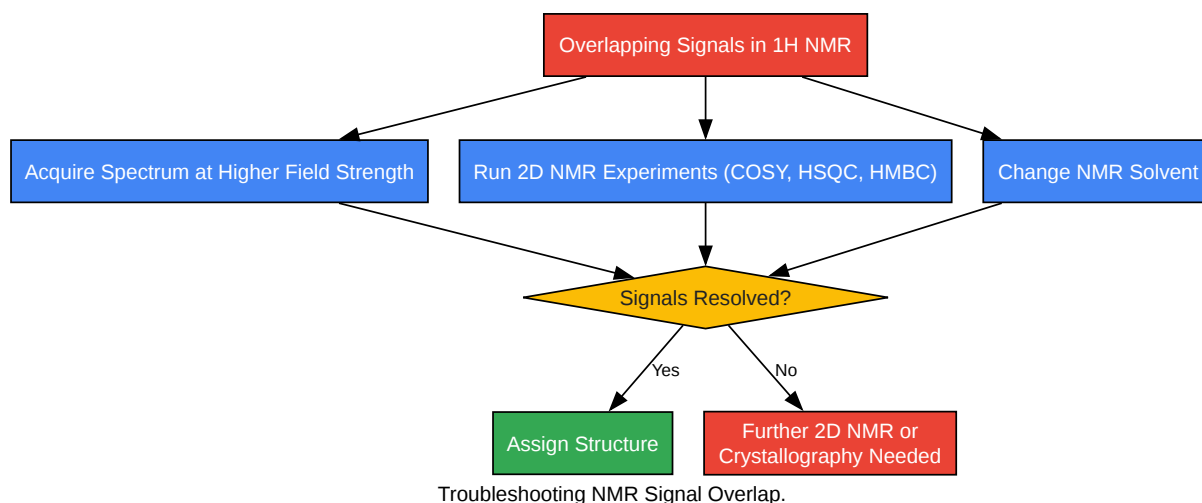 Overlapping Signals in 1H NMR
Acquire Spectrum at Higher Field Strength
Run 2D NMR Experiments (COSY, HSQC, HMBC)
Change NMR Solvent
Signals Resolved?
Yes
No
Assign Structure
Further 2D NMR or
Crystallography Needed
Troubleshooting NMR Signal Overlap.